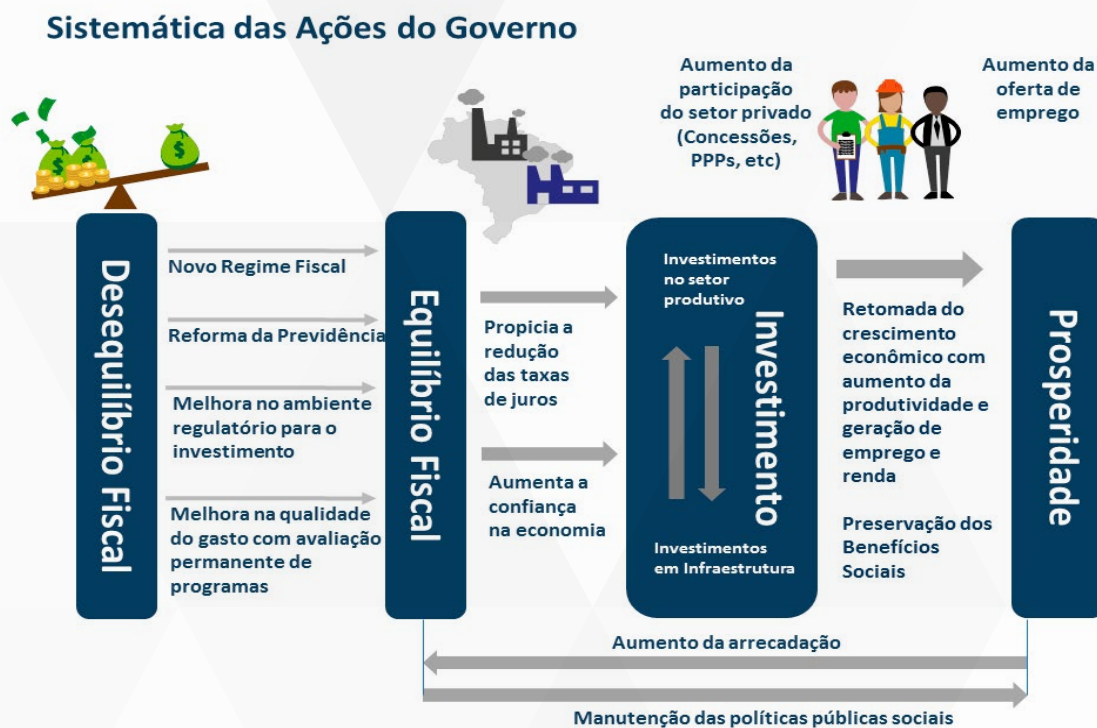 Sistemática das Ações do Governo
Aumento da
participação
do setor privado
(Concessões,
PPPs, etc)
Aumento da
oferta de
emprego
$
$
$
Desequilíbrio Fiscal
Novo Regime Fiscal
Reforma da Previdência
Melhora no ambiente
regulatório para o
investimento
Melhora na qualidade
do gasto com avaliação
permanente de
programas
Equilíbrio Fiscal
Propicia a
redução
das taxas
de juros
Aumenta a
confiança
na economia
Investimentos
no setor
produtivo
Investimento
Investimentos
em Infraestrutura
Retomada do
crescimento
econômico com
aumento da
produtividade e
geração de
emprego e
renda
Preservação dos
Benefícios
Sociais
Prosperidade
Aumento da arrecadação
Manutenção das políticas públicas sociais